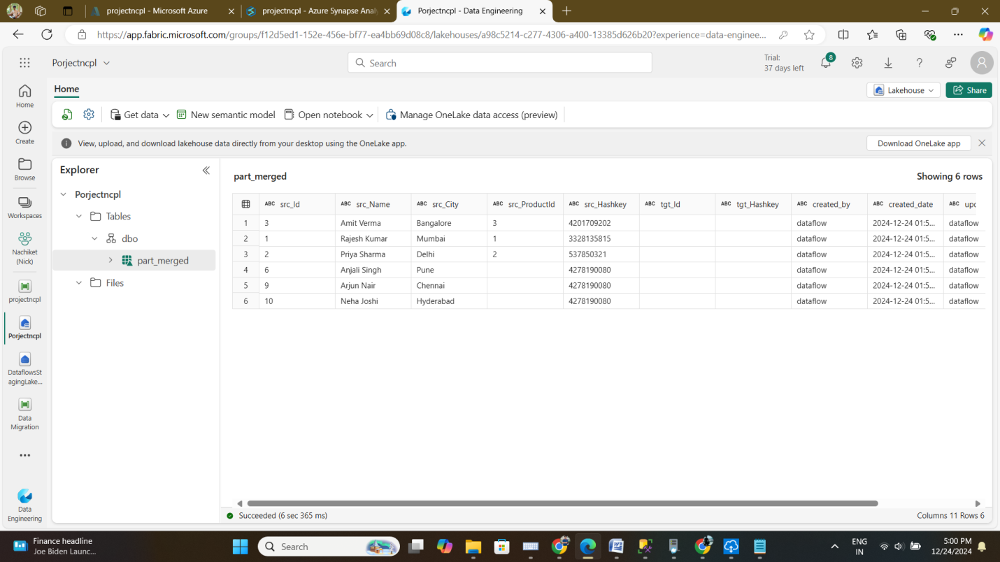 porjectncpl - Microsoft Azure
porjectncpl - Azure Synapse Anal
Porjectncpl - Data Engineering
https://app.fabric.microsoft.com/groups/f12d5ed1-152e-456e-bf77-ea4bb69d08c8/lakehouses/a98c5214-c277-4306-a400-13385d626b20?experience=data-enginee...
Porjectncpl
Search
Trial:
37 days left
8
Home
Lakehouse
Share
Get data
New semantic model
Open notebook
Manage OneLake data access (preview)
View, upload, and download lakehouse data directly from your desktop using the OneLake app.
Download OneLake app
Home
Create
Browse
Workspaces
Nachiket
(Nick)
projectncpl
Porjectncpl
DataflowsSt
agingLake...
Data
Migration
Data
Engineering
Explorer
Porjectncpl
Tables
dbo
part_merged
Files
part_merged
Showing 6 rows
ABC src_Id ABC src_Name ABC src_City ABC src_ProductId ABC src_Hashkey ABC tgt_Id ABC tgt_Hashkey ABC created_by ABC created_date ABC upd
1 3 Amit Verma Bangalore 3 4201709202 dataflow 2024-12-24 01:5... dataflow
2 1 Rajesh Kumar Mumbai 1 3328135815 dataflow 2024-12-24 01:5... dataflow
3 2 Priya Sharma Delhi 2 537850321 dataflow 2024-12-24 01:5... dataflow
4 6 Anjali Singh Pune 4278190080 dataflow 2024-12-24 01:5... dataflow
5 9 Arjun Nair Chennai 4278190080 dataflow 2024-12-24 01:5... dataflow
6 10 Neha Joshi Hyderabad 4278190080 dataflow 2024-12-24 01:5... dataflow
Succeeded (6 sec 365 ms)
Columns 11 Rows 6
Finance headline
Joe Biden Launc...
Search
ENG
IN
5:00 PM
12/24/2024